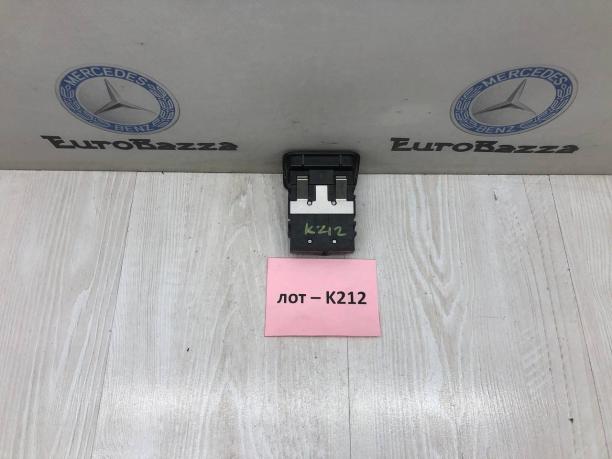 MERCEDES
BENZ
EuroBazza
MERCEDES
BENZ
EuroBazza
K212
лот – K212